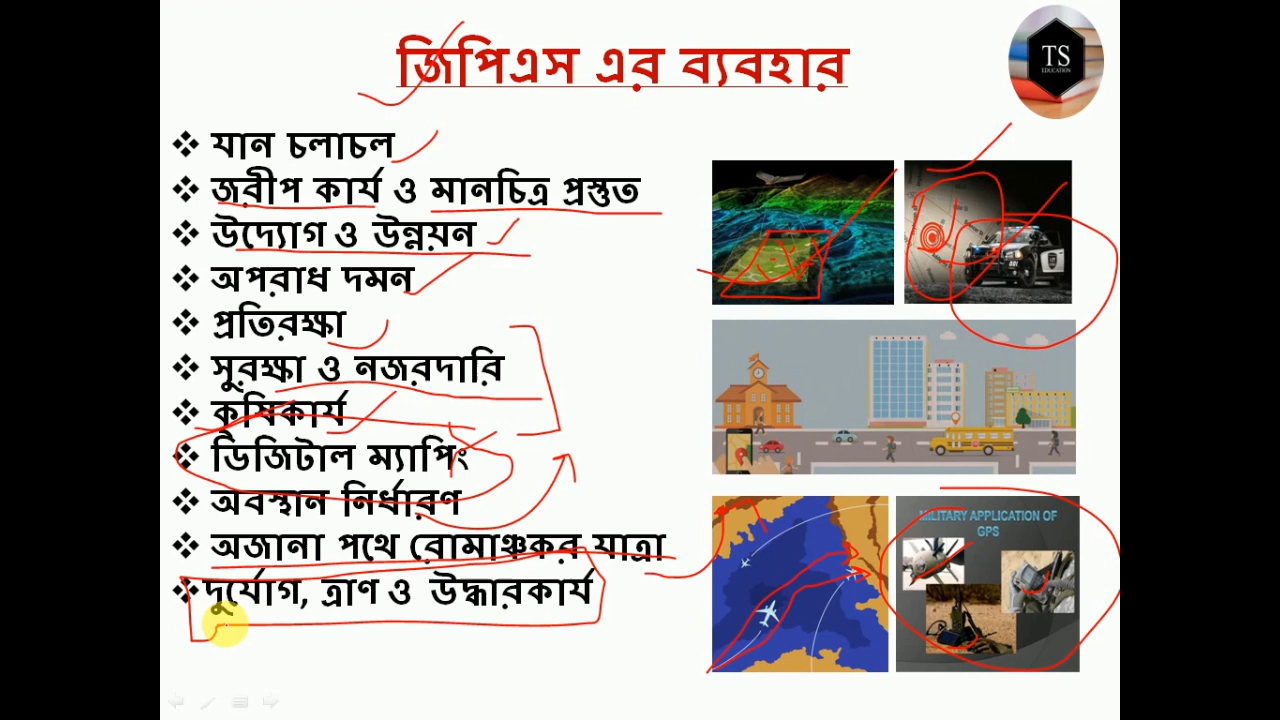 জিপিএস এর ব্যবহার
TS
EDUCATION
যান চলাচল
জরীপ কার্য ও মানচিত্র প্রস্তুত
উদ্যোগ ও উন্নয়ন
অপরাধ দমন
প্রতিরক্ষা
সুরক্ষা ও নজরদারি
কৃষিকার্য
ডিজিটাল ম্যাপিং
অবস্থান নির্ধারণ
অজানা পথে রোমাঞ্চকর যাত্রা
দুর্যোগ, ত্রাণ ও উদ্ধারকার্য
MILITARY APPLICATION OF
GPS